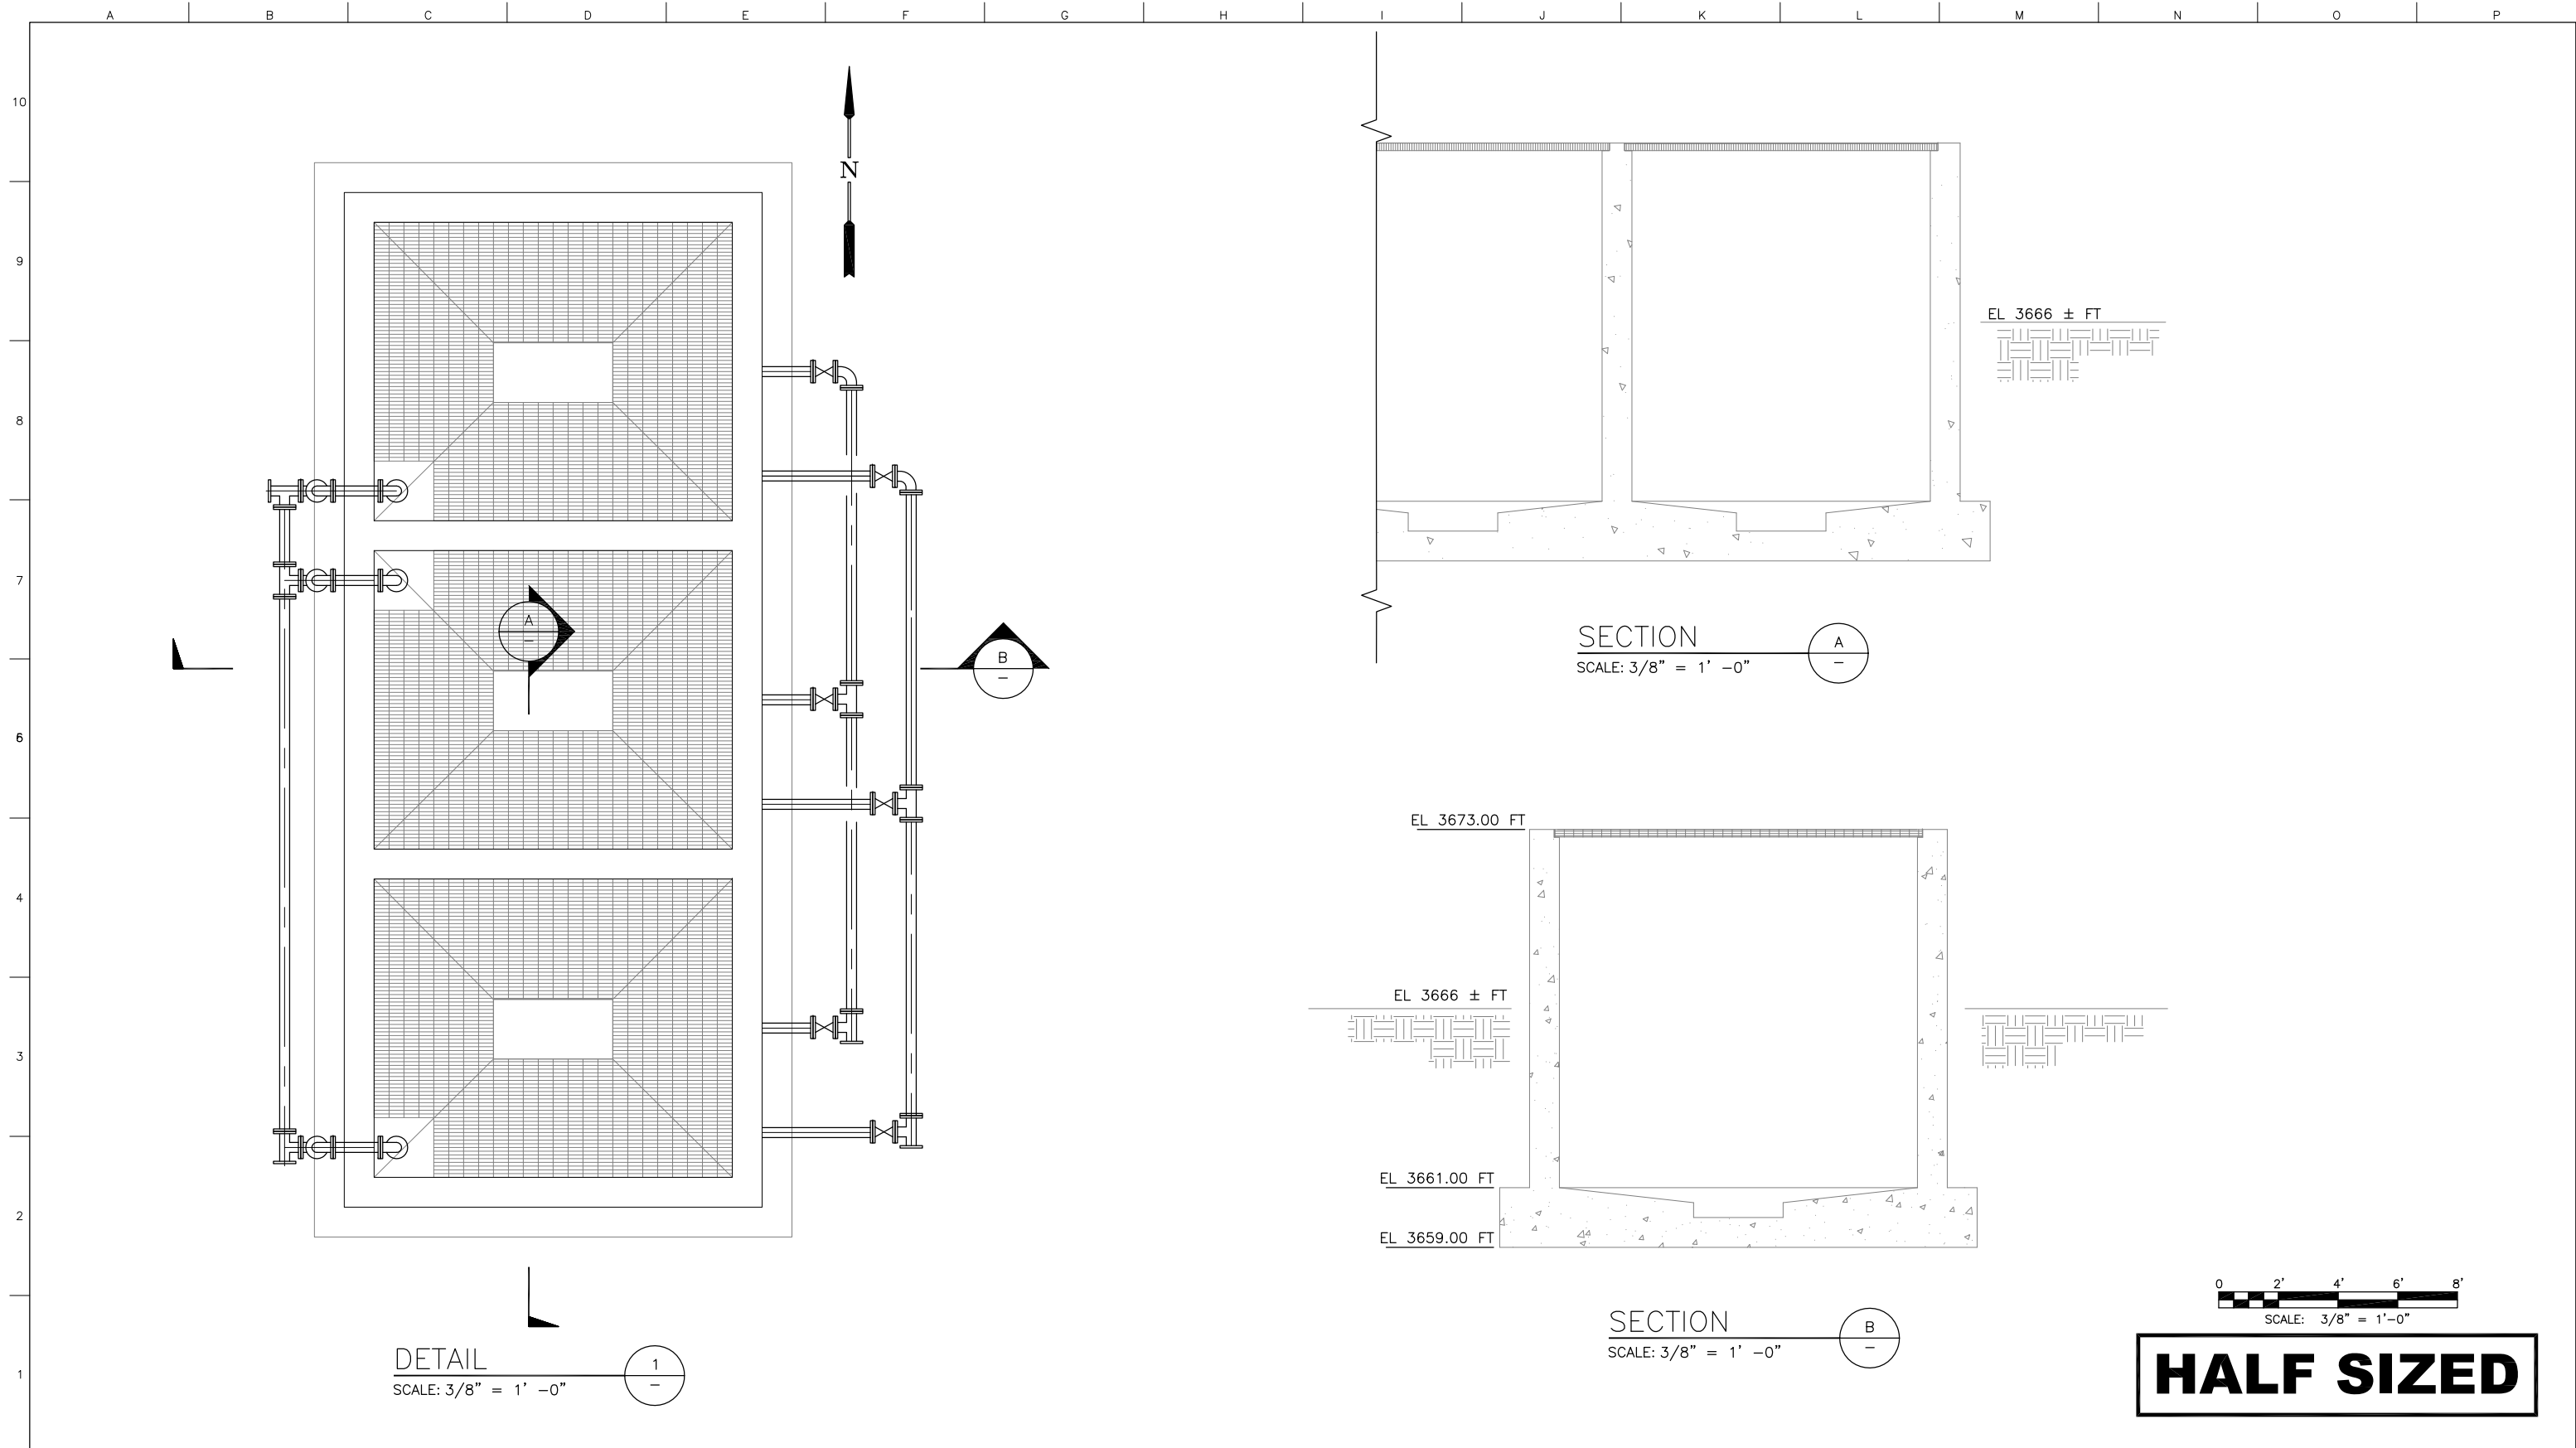 A B C D E F G H I J K L M N O P
10
9
8
7
6
4
3
2
1
N
A
–
B
–
DETAIL 1
–
SCALE: 3/8" = 1' –0"
EL 3666 ± FT
SECTION A
–
SCALE: 3/8" = 1' –0"
EL 3673.00 FT
EL 3666 ± FT
EL 3661.00 FT
EL 3659.00 FT
SECTION B
–
SCALE: 3/8" = 1' –0"
0 2' 4' 6' 8'
SCALE: 3/8" = 1'–0"
HALF SIZED